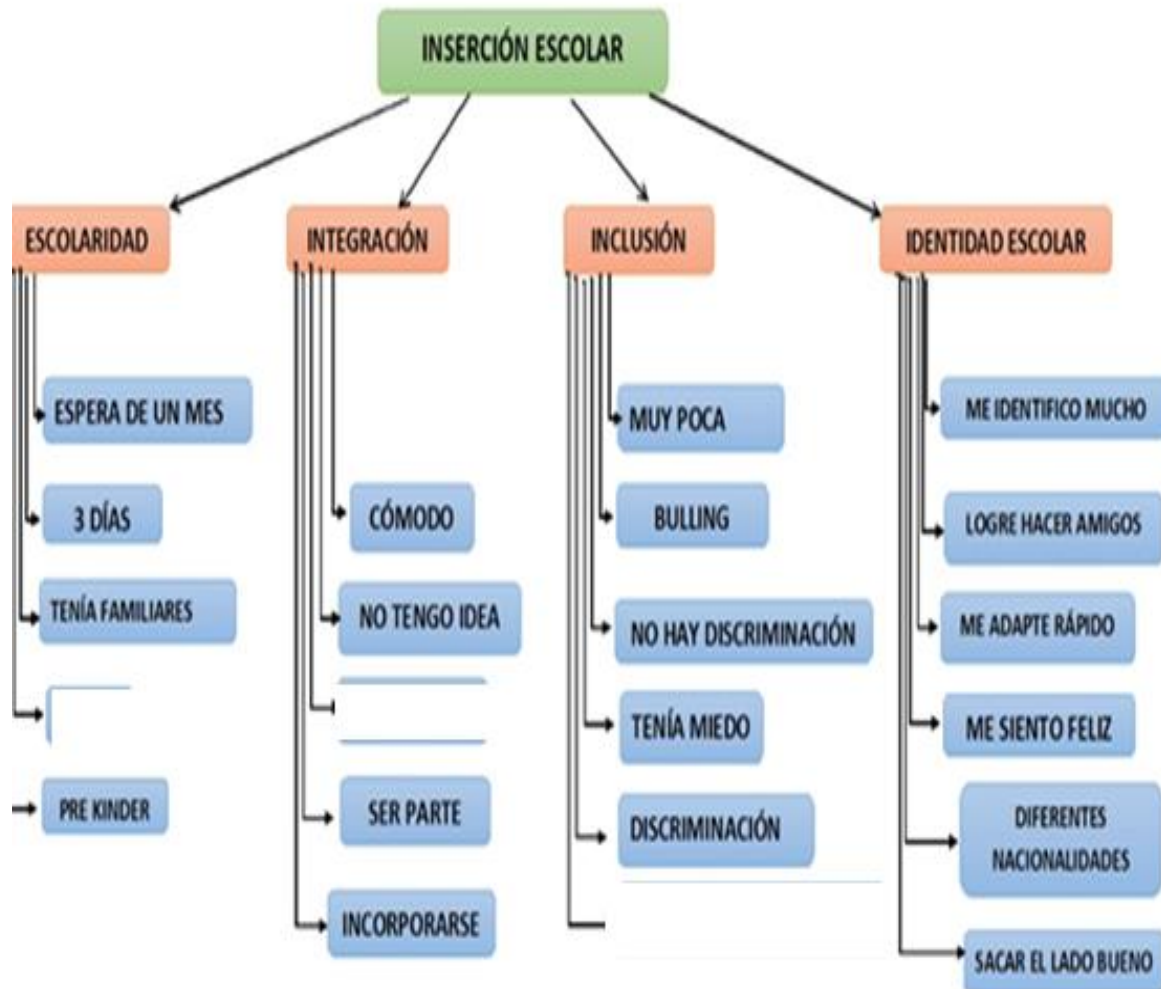 INSERCIÓN ESCOLAR
ESCOLARIDAD
ESPERA DE UN MES
3 DÍAS
TENÍA FAMILIARES
PRE KINDER
INTEGRACIÓN
CÓMODO
NO TENGO IDEA
SER PARTE
INCORPORARSE
INCLUSIÓN
MUY POCA
BULLING
NO HAY DISCRIMINACIÓN
TENÍA MIEDO
DISCRIMINACIÓN
IDENTIDAD ESCOLAR
ME IDENTIFICO MUCHO
LOGRE HACER AMIGOS
ME ADAPTE RÁPIDO
ME SIENTO FELIZ
DIFERENTES
NACIONALIDADES
SACAR EL LADO BUENO